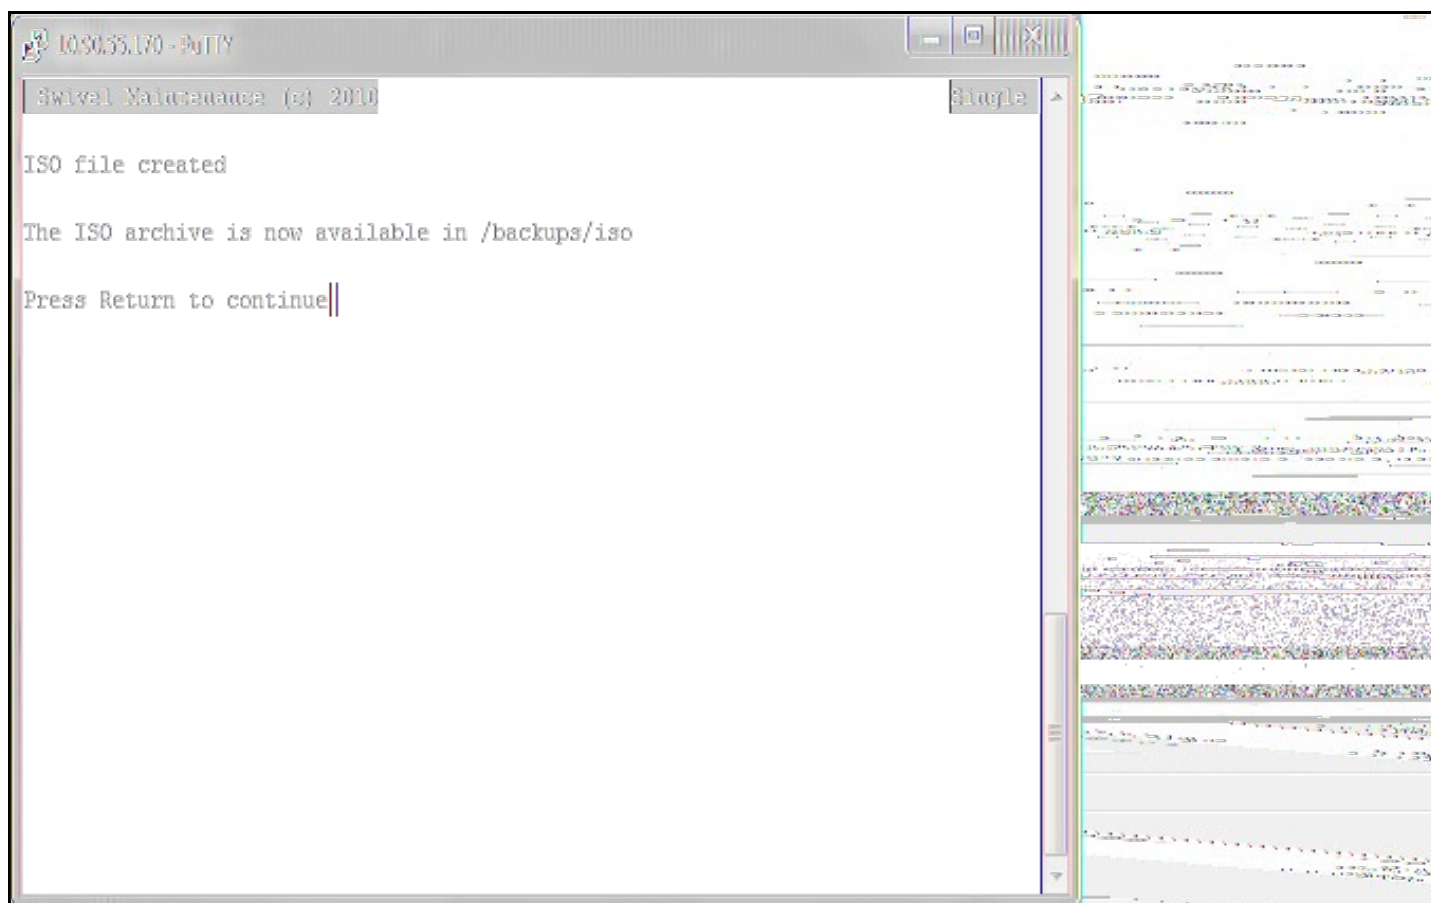 10.90.55.170 - PuTTY
Swivel Maintenance (c) 2010
Single
ISO file created
The ISO archive is now available in /backups/iso
Press Return to continue